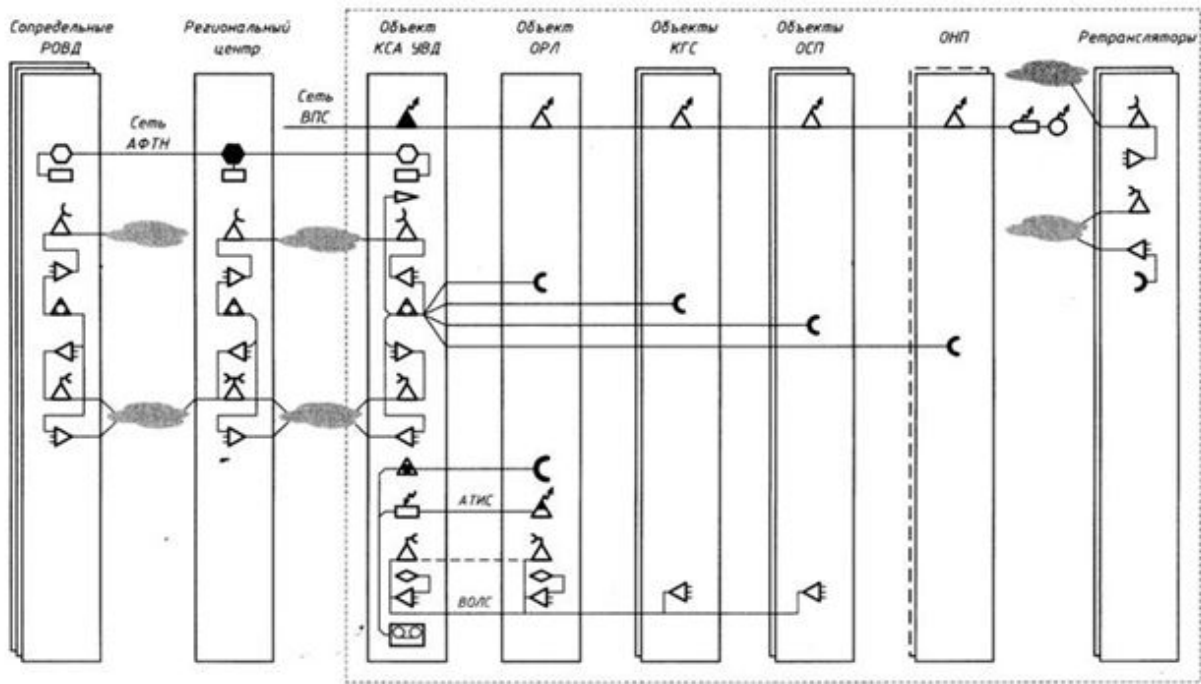 Сопредельные
РОВД
Региональный
центр
Объект
КСА УВД
Объект
ОРЛ
Объекты
КГС
Объекты
ОСП
ОНП
Ретрансляторы
Сеть
ВПС
Сеть
АФТН
АТИС
ВОЛС